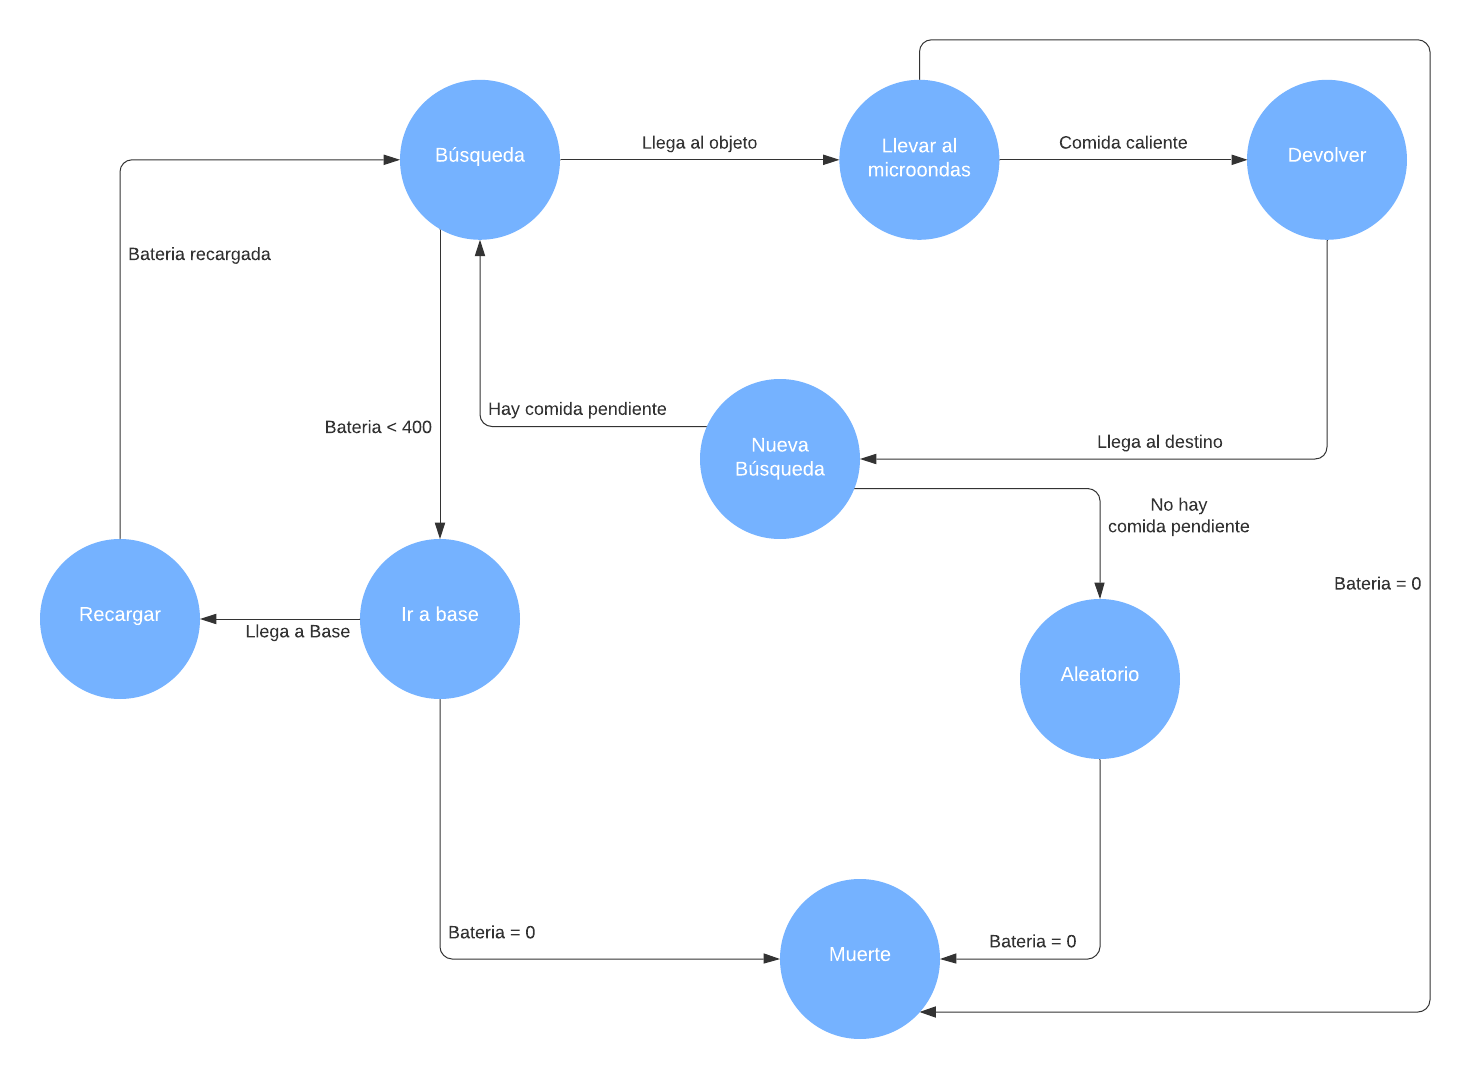 Búsqueda
Llega al objeto
Llevar al
microondas
Comida caliente
Devolver
Bateria recargada
Bateria < 400
Hay comida pendiente
Nueva
Búsqueda
Llega al destino
No hay
comida pendiente
Bateria = 0
Recargar
Llega a Base
Ir a base
Aleatorio
Bateria = 0
Muerte
Bateria = 0